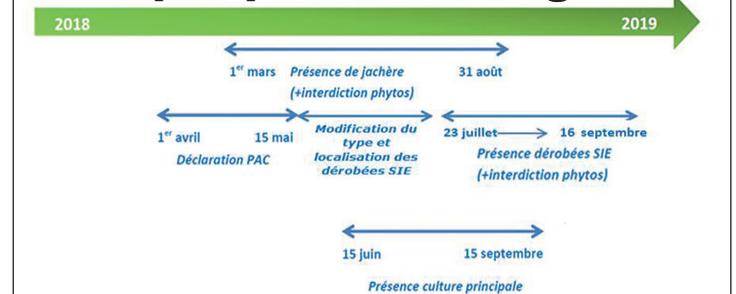 2018 2019
1er mars Présence de jachère 31 août
(+interdiction phytos)
1er avril 15 mai
Déclaration PAC
Modification du
type et
localisation des
dérobées SIE
23 juillet 16 septembre
Présence dérobées SIE
(+interdiction phytos)
15 juin 15 septembre
Présence culture principale